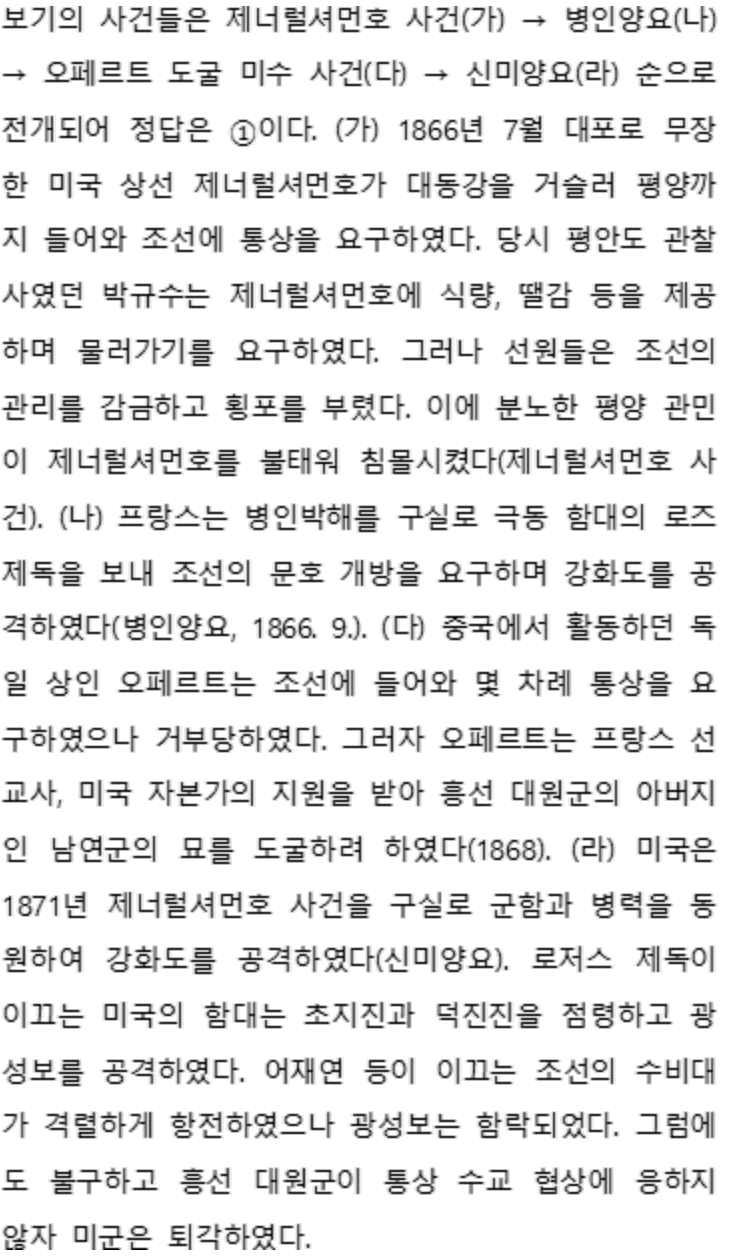 보기의 사건들은 제너럴셔먼호 사건(가) → 병인양요(나)
→ 오페르트 도굴 미수 사건(다) → 신미양요(라) 순으로
전개되어 정답은 ①이다. (가) 1866년 7월 대포로 무장
한 미국 상선 제너럴셔먼호가 대동강을 거슬러 평양까
지 들어와 조선에 통상을 요구하였다. 당시 평안도 관찰
사였던 박규수는 제너럴셔먼호에 식량, 땔감 등을 제공
하며 물러가기를 요구하였다. 그러나 선원들은 조선의
관리를 감금하고 횡포를 부렸다. 이에 분노한 평양 관민
이 제너럴셔먼호를 불태워 침몰시켰다(제너럴셔먼호 사
건). (나) 프랑스는 병인박해를 구실로 극동 함대의 로즈
제독을 보내 조선의 문호 개방을 요구하며 강화도를 공
격하였다(병인양요, 1866. 9.). (다) 중국에서 활동하던 독
일 상인 오페르트는 조선에 들어와 몇 차례 통상을 요
구하였으나 거부당하였다. 그러자 오페르트는 프랑스 선
교사, 미국 자본가의 지원을 받아 흥선 대원군의 아버지
인 남연군의 묘를 도굴하려 하였다(1868). (라) 미국은
1871년 제너럴셔먼호 사건을 구실로 군함과 병력을 동
원하여 강화도를 공격하였다(신미양요). 로저스 제독이
이끄는 미국의 함대는 초지진과 덕진진을 점령하고 광
성보를 공격하였다. 어재연 등이 이끄는 조선의 수비대
가 격렬하게 항전하였으나 광성보는 함락되었다. 그럼에
도 불구하고 흥선 대원군이 통상 수교 협상에 응하지
않자 미군은 퇴각하였다.